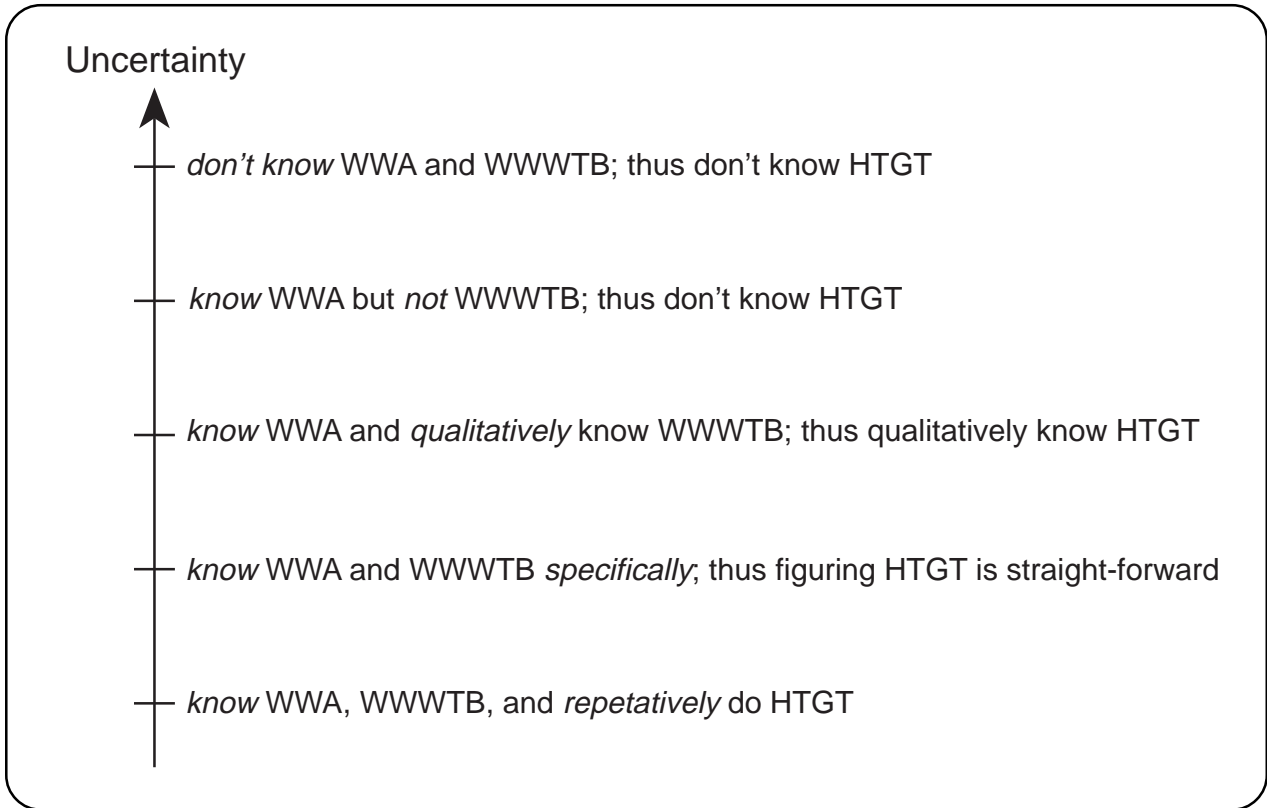 Uncertainty
don’t know WWA and WWWTB; thus don’t know HTGT
know WWA but not WWWTB; thus don’t know HTGT
know WWA and qualitatively know WWWTB; thus qualitatively know HTGT
know WWA and WWWTB specifically; thus figuring HTGT is straight-forward
know WWA, WWWTB, and repetatively do HTGT